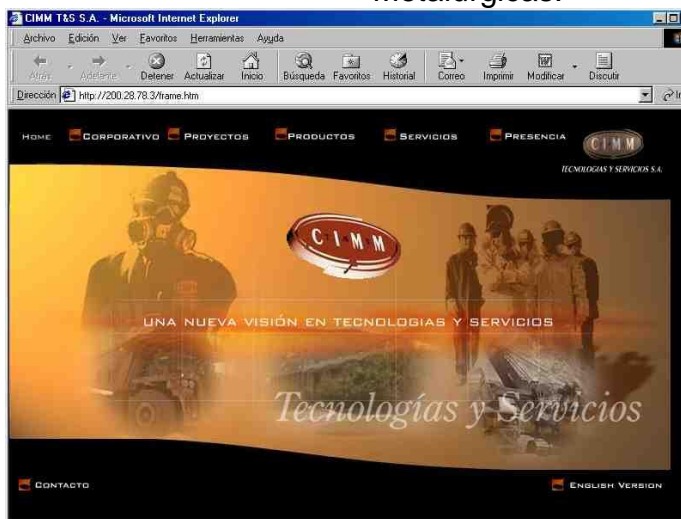 metalúrgicas.
CIMM T&S S.A. - Microsoft Internet Explorer
Archivo Edición Ver Favoritos Herramientas Ayuda
Atrás Adelante Detener Actualizar Inicio Búsqueda Favoritos Historial Correo Imprimir Modificar Discutir
Dirección http://200.28.78.3/frame.htm
HOME CORPORATIVO PROYECTOS PRODUCTOS SERVICIOS PRESENCIA
CIMM
TECNOLOGIAS Y SERVICIOS S.A.
CIMM
UNA NUEVA VISIÓN EN TECNOLOGIAS Y SERVICIOS
Tecnologías y Servicios
CONTACTO ENGLISH VERSION